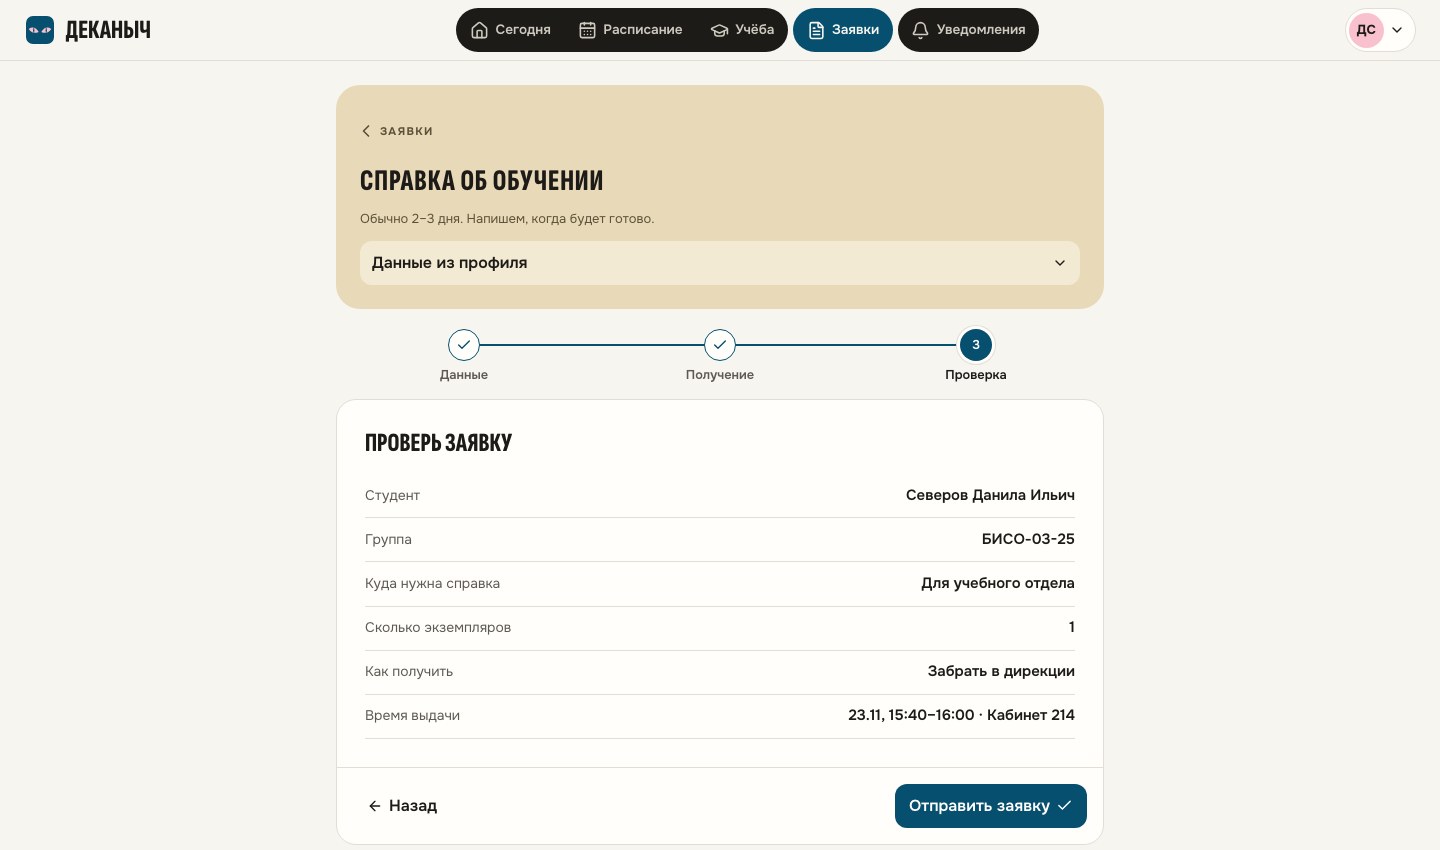 ДЕКАНЫЧ
Сегодня
Расписание
Учёба
Заявки
Уведомления
ДС
ЗАЯВКИ
СПРАВКА ОБ ОБУЧЕНИИ
Обычно 2–3 дня. Напишем, когда будет готово.
Данные из профиля
3
Данные
Получение
Проверка
ПРОВЕРЬ ЗАЯВКУ
Студент
Северов Данила Ильич
Группа
БИСО-03-25
Куда нужна справка
Для учебного отдела
Сколько экземпляров
1
Как получить
Забрать в дирекции
Время выдачи
23.11, 15:40–16:00 · Кабинет 214
Назад
Отправить заявку